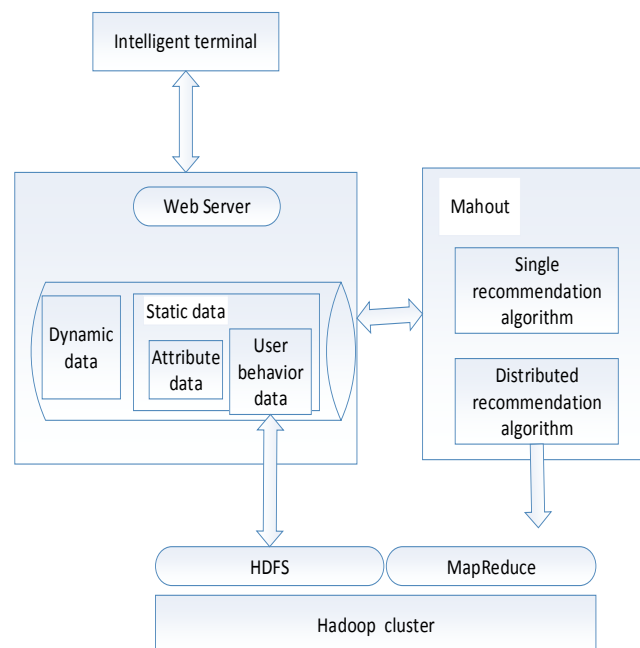 Intelligent terminal
Web Server
Mahout
Single
recommendation
algorithm
Static data
Dynamic
data
Attribute
data
User
behavior
data
Distributed
recommendation
algorithm
HDFS
MapReduce
Hadoop cluster